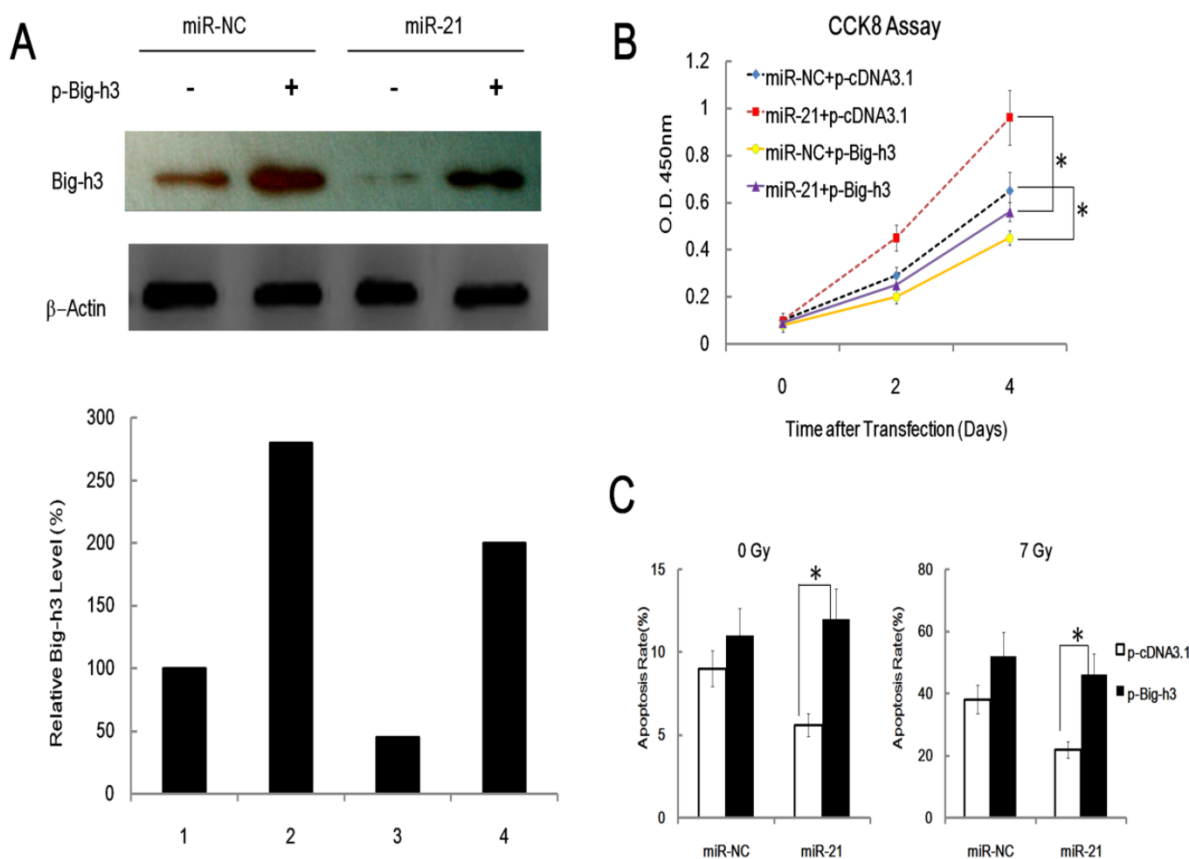 A
miR-NC miR-21
p-Big-h3 - + - +
Big-h3
β-Actin
Relative Big-h3 Level (%)
300
250
200
150
100
50
0
1 2 3 4
B
CCK8 Assay
O.D. 450nm
1.2
1
0.8
0.6
0.4
0.2
0
miR-NC+p-cDNA3.1
miR-21+p-cDNA3.1
miR-NC+p-Big-h3
miR-21+p-Big-h3
*
*
0 2 4
Time after Transfection (Days)
C
0 Gy
Apoptosis Rate(%)
15
10
5
0
*
miR-NC miR-21
7 Gy
Apoptosis Rate(%)
80
60
40
20
0
*
miR-NC miR-21
p-cDNA3.1
p-Big-h3